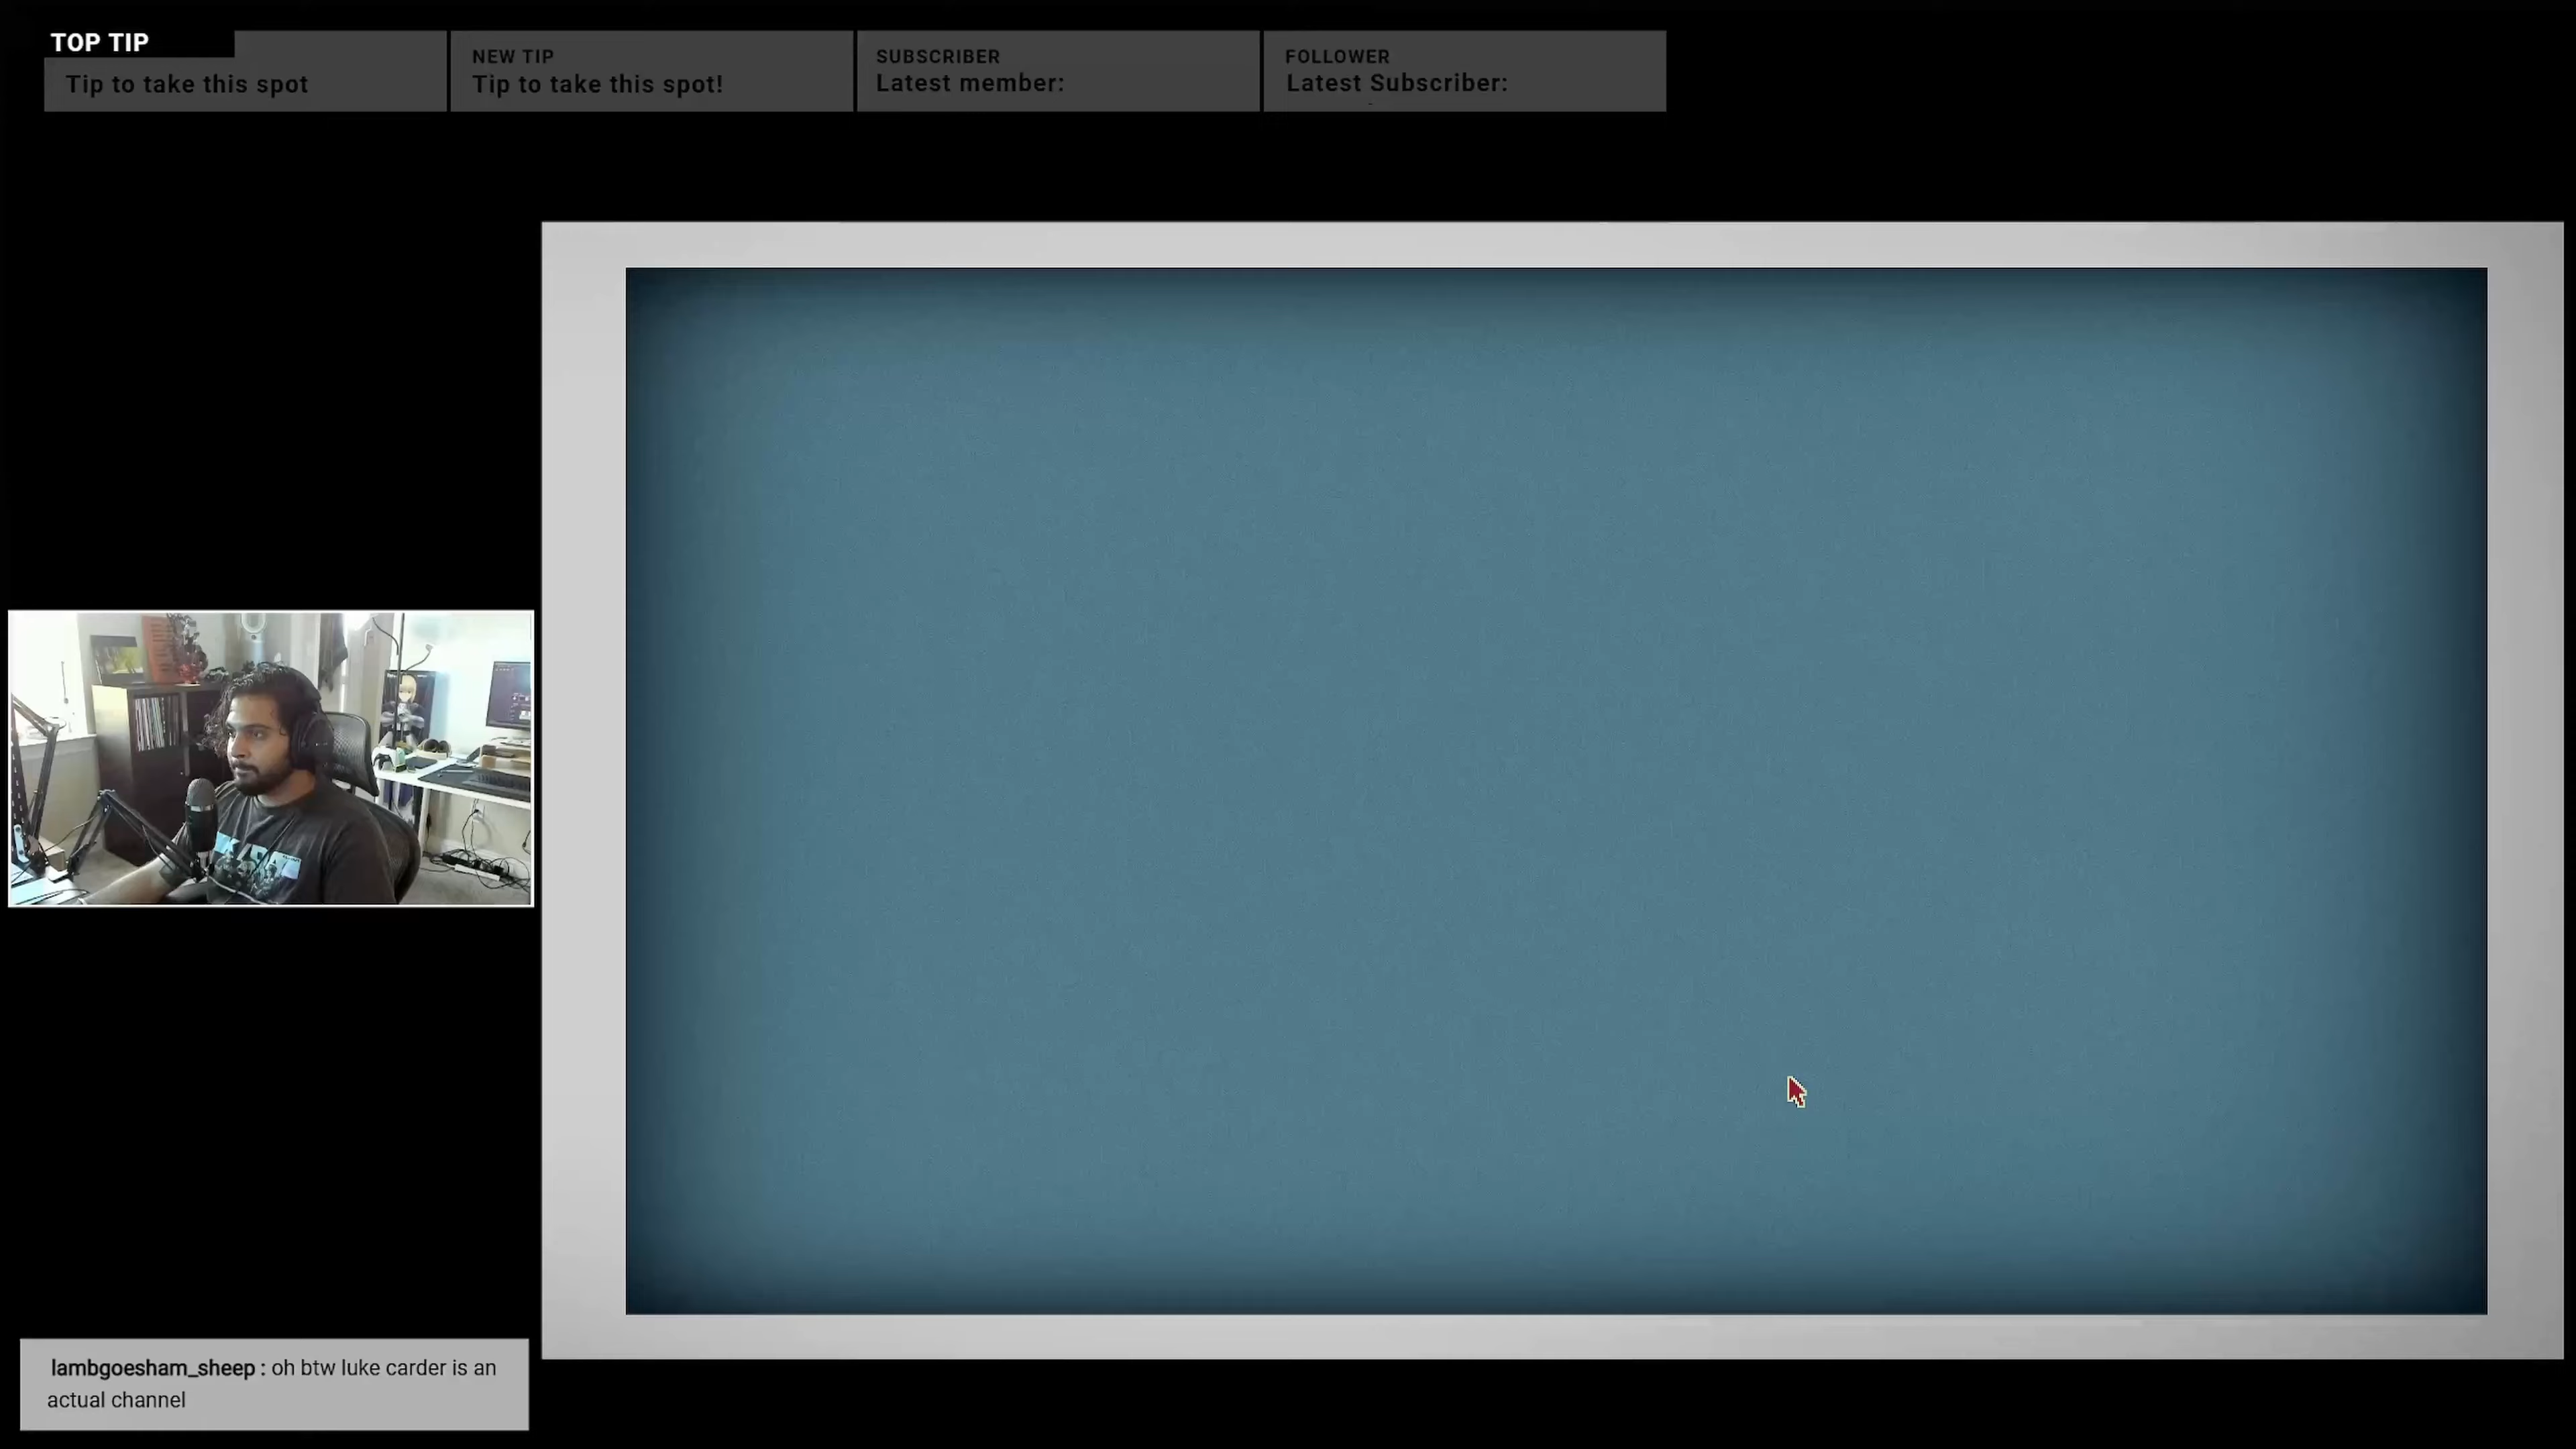 TOP TIP
Tip to take this spot
NEW TIP
Tip to take this spot!
SUBSCRIBER
Latest member:
FOLLOWER
Latest Subscriber:
lambgoesham_sheep : oh btw luke carder is an
actual channel